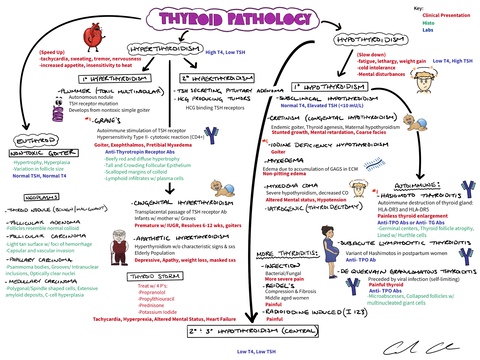 THYROID PATHOLOGY
Key:
Clinical Presentation
Histo
Labs
HYPERTHYROIDISM
High T4, Low TSH
(Speed Up)
-tachycardia, sweating, tremor, nervousness
-increased appetite, insensitivity to heat
1° HYPERTHYROIDISM
-PLUMMER (TOXIC MULTINODULAR)
Autonomous nodule
TSH receptor mutation
Develops from nontoxic simple goiter
-GRAVE'S
Autoimmune stimulation of TSH receptor
Hypersensitivity Type II- cytotoxic reaction (CD4+)
Goiter, Exophthalmos, Pretibial Myxedema
Anti-Thyrotropin Receptor Abs
-Beefy red and diffuse hypertrophy
-Tall and Crowding Follicular Epithelium
-Scalloped margins of colloid
-Lymphoid infiltrates w/ plasma cells
-CONGENITAL HYPERTHYROIDISM
Transplacental passage of TSH receptor Ab
Infants w/ mother w/ Graves
Premature w/ IUGR, Resolves 6-12 wks, goiters
-APATHETIC HYPERTHYROIDISM
Hyperthyroidism w/o characteristic signs & sxs
Elderly Population
Depressive, Apathy, loss weight, masked sxs
THYROID STORM
Treat w/ 4 P's:
-Propranolol
-Propylthiouracil
-Prednisone
-Potassium Iodide
Tachycardia, Hyperprexia, Altered Mental Status, Heart Failure
2° HYPERTHYROIDISM
-TSH SECRETING PITUITARY ADENOMA
-HCG PRODUCING TUMORS
HCG binding TSH receptors
EUTHYROID
NON-TOXIC GOITER
-Hypertrophy, Hyperplasia
-Variation in follicle size
Normal TSH, Normal T4
NEOPLASMS
-FOLLICULAR ADENOMA
-Follicles resemble normal colloid
-FOLLICULAR CARCINOMA
-Light tan surface w/ foci of hemorrhage
-Capsular and vascular invasion
-PAPILLARY CARCINOMA
-Psammoma bodies, Grooves/ Intranuclear
inclusions, Optically clear nuclei
-MEDULLARY CARCINOMA
-Polygonal/Spindle shaped cells, Extensive
amyloid deposits, C-cell hyperplasia
HYPOTHYROIDISM
Low T4, High TSH
(Slow down)
-fatigue, lethargy, weight gain
-cold intolerance
-Mental disturbances
1° HYPOTHYROIDISM
-SUBCLINICAL HYPOTHYROIDISM
Normal T4, Elevated TSH (<10 mU/L)
-CRETINISM (CONGENITAL HYPOTHYROIDISM)
Endemic goiter, Thyroid agenesis, Maternal hypothyroidism
Stunted growth, Mental retardation, Coarse facies
-IODINE DEFICIENCY HYPOTHYROIDISM
Goiter
-MYXEDEMA
Edema due to accumulation of GAGS in ECM
Non-pitting edema
-MYXEDEMA COMA
Severe hypothyroidism, decreased CO
Altered Mental status, Hypotension
-IATROGENIC (THYROIDECTOMY)
AUTOIMMUNE:
-HASHIMOTO THYROIDITIS
Autoimmune destruction of thyroid gland:
HLA-DR3 and HLA-DR5
Painless thyroid enlargement
Anti-TPO Abs or Anti- TG Abs
-Germinal centers, Thyroid follicle atrophy,
Lined w/ Hurthle cells
-SUBACUTE LYMPHOCYTIC THYROIDITIS
Variant of Hashimotos in postpartum women
Anti- TPO Ab
-DE QUERVAIN GRANULOMATOUS THYROIDITIS
Preceded by viral infection (self-limiting)
Painful thyroid
Anti- TPO Abs
-Microabscesses, Collapsed follicles w/
multinucleated giant cells
MORE THYROIDITIS:
-INFECTION
Bacterial/Fungal
More severe pain
-REIDEL'S
Compression & Fibrosis
Middle aged women
Painful
-RADIOIODINE INDUCED (I 123)
Painful
2° & 3° HYPOTHYROIDISM (CENTRAL)
Low T4, Low TSH